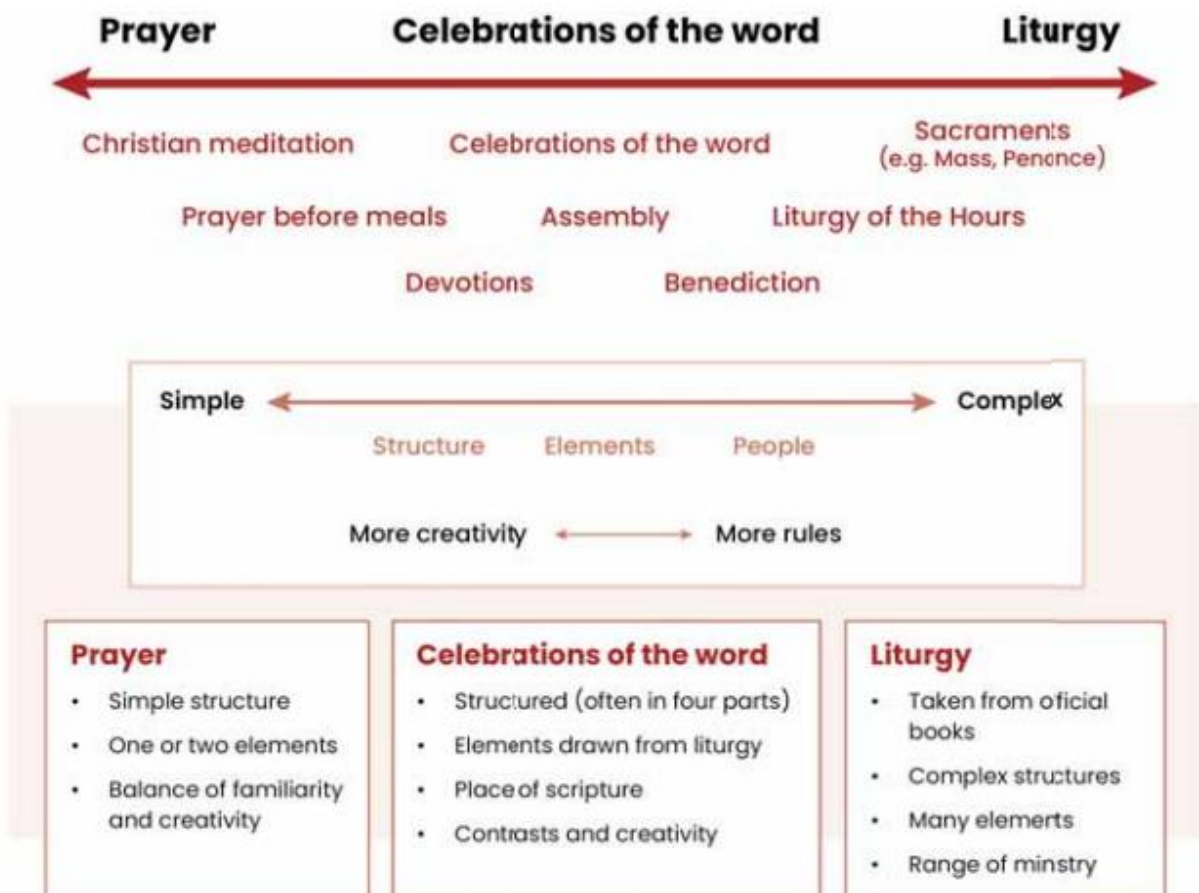 Prayer Celebrations of the word Liturgy
Christian meditation Celebrations of the word Sacraments
(e.g. Mass, Penonce)
Prayer before meals Assembly Liturgy of the Hours
Devotions Benediction
Simple Complex
Structure Elements People
More creativity More rules
Prayer
• Simple structure
• One or two elements
• Balance of familiarity
and creativity
Celebrations of the word
• Structured (often in four parts)
• Elements drawn from liturgy
• Place of scripture
• Contrasts and creativity
Liturgy
• Taken from oficial
books
• Complex structures
• Many elements
• Range of minstry